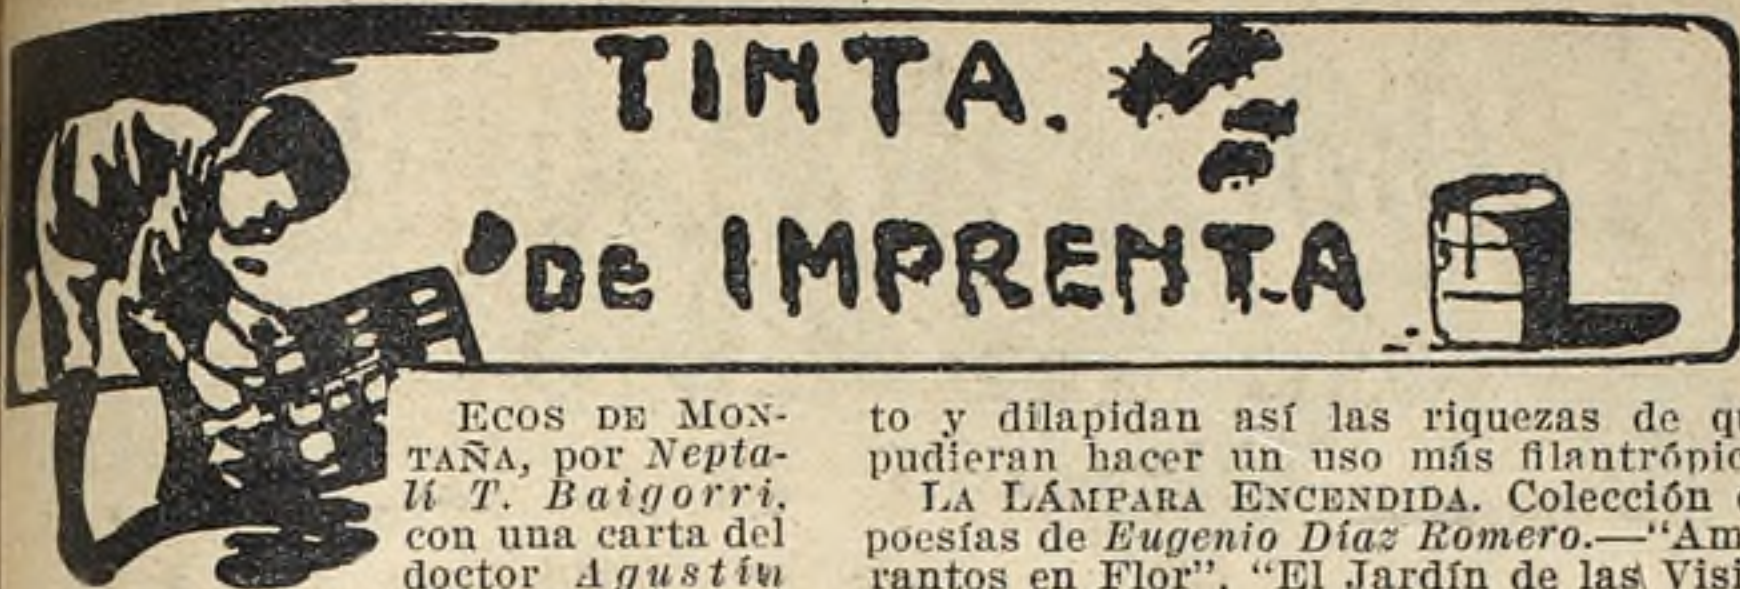 TINTA.
DE IMPRENTA
ECOS DE MON-
TAÑA, por Nepta-
lí T. Baigorri,
con una carta del
doctor Agustín
to y dilapidan así las riquezas de
pudieran hacer un uso más
LA LÁMPARA ENCENDIDA. Colección
poesías de Eugenio Díaz Romero.—“Am
rantos en Flor”. “El Jardín de las Visi